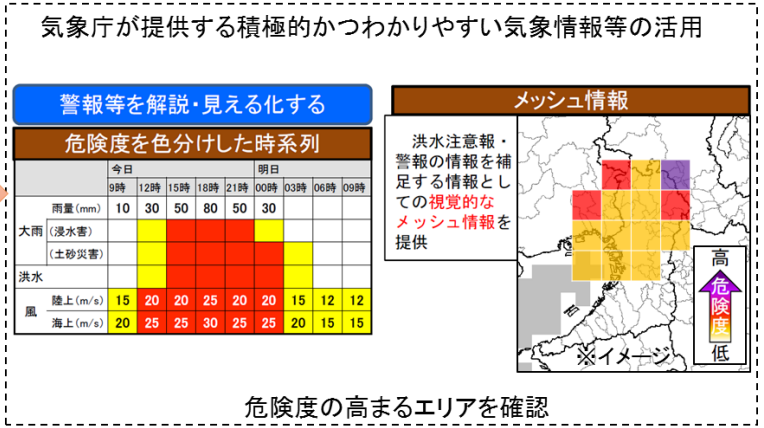 気象庁が提供する積極的かつわかりやすい気象情報等の活用
警報等を解説・見える化する
危険度を色分けした時系列
今日 明日
9時 12時 15時 18時 21時 00時 03時 06時 09時
雨量(mm) 10 30 50 80 50 30
大雨 (浸水害)
(土砂災害)
洪水
風 陸上(m/s) 15 20 20 25 20 20 15 12 12
海上(m/s) 20 25 25 30 25 25 20 15 15
メッシュ情報
洪水注意報・
警報の情報を補
足する情報とし
ての視覚的な
メッシュ情報を
提供
高
危険度
低
※イメージ
危険度の高まるエリアを確認